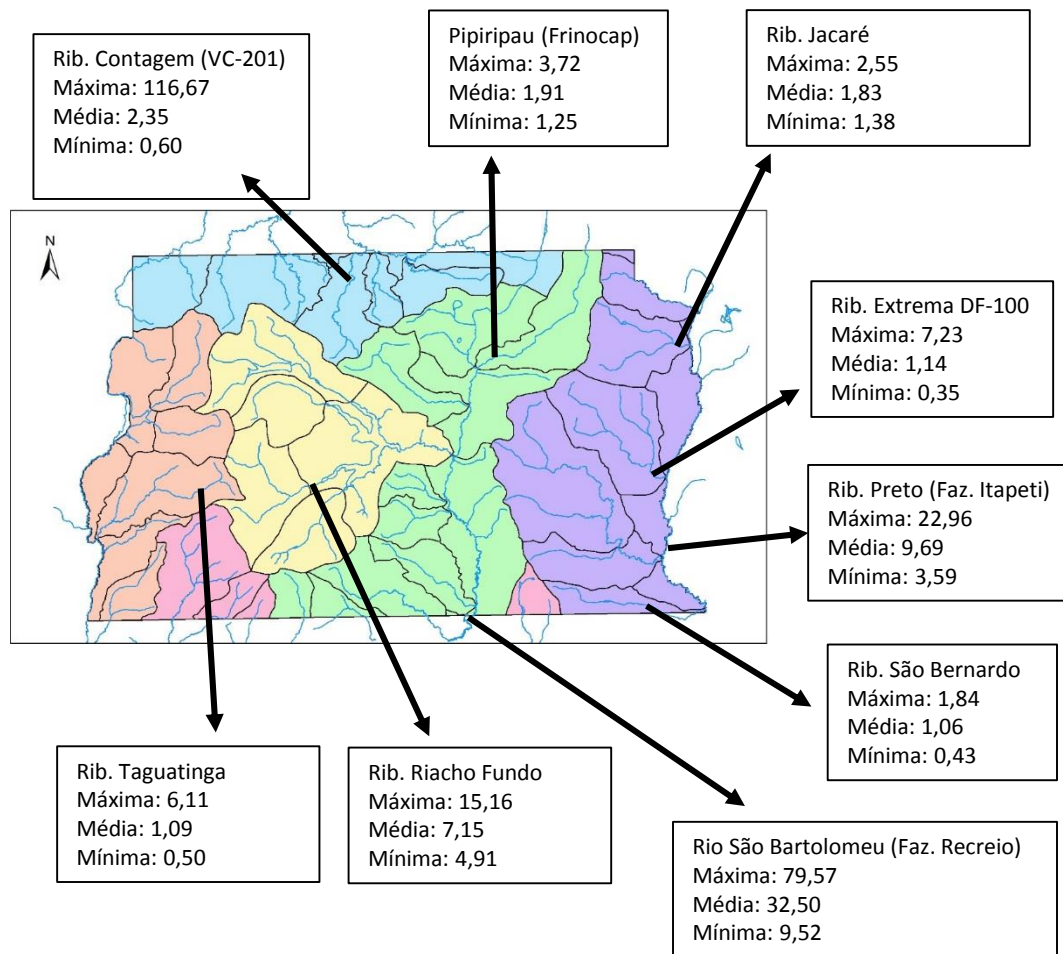 Rib. Contagem (VC-201)
Máxima: 116,67
Média: 2,35
Mínima: 0,60
Pipiripau (Frinocap)
Máxima: 3,72
Média: 1,91
Mínimo: 1,25
Rib. Jacaré
Máxima: 2,55
Média: 1,83
Mínima: 1,38
N
Rib. Extrema DF-100
Máxima: 7,23
Média: 1,14
Mínima: 0,35
Rib. Preto (Faz. Itapeti)
Máxima: 22,96
Média: 9,69
Mínima: 3,59
Rib. São Bernardo
Máxima: 1,84
Média: 1,06
Mínima: 0,43
Rib. Taguatinga
Máxima: 6,11
Média: 1,09
Mínima: 0,50
Rib. Riacho Fundo
Máxima: 15,16
Média: 7,15
Mínima: 4,91
Rio São Bartolomeu (Faz. Recreio)
Máxima: 79,57
Média: 32,50
Mínima: 9,52